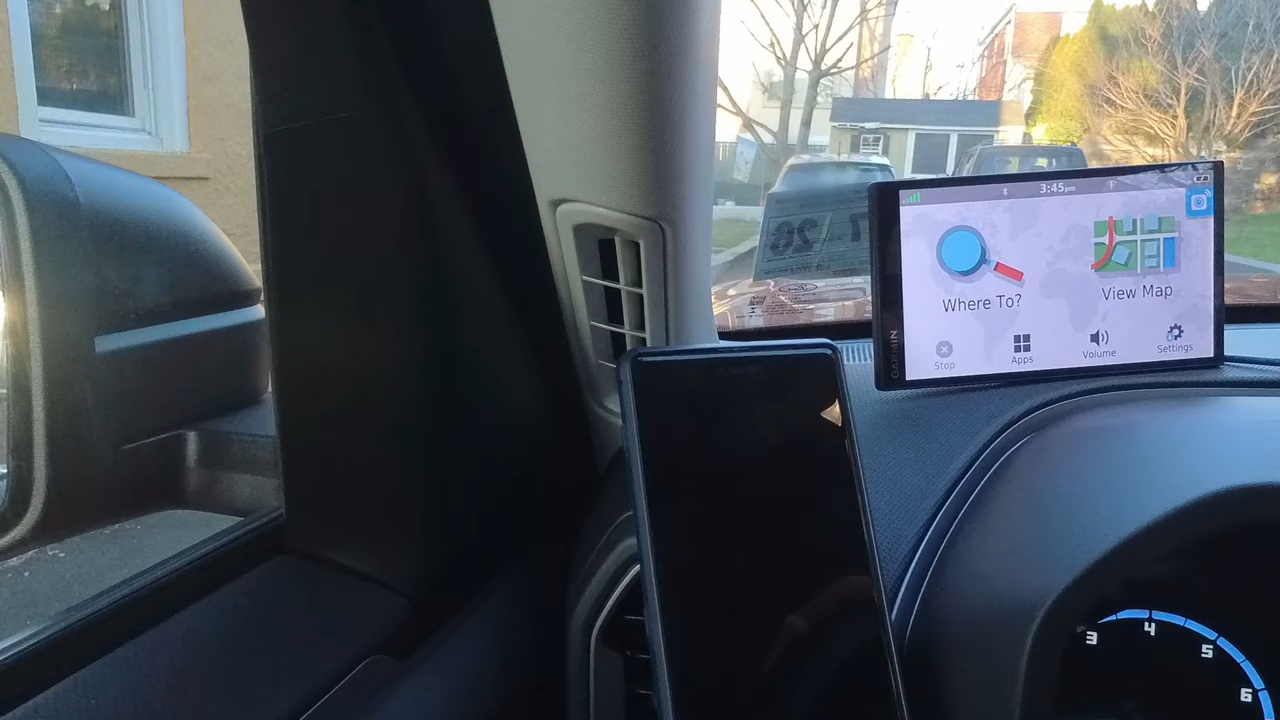 3:45pm
Where To?
View Map
Stop
Apps
Volume
Settings
GARMIN
3
4
5
6